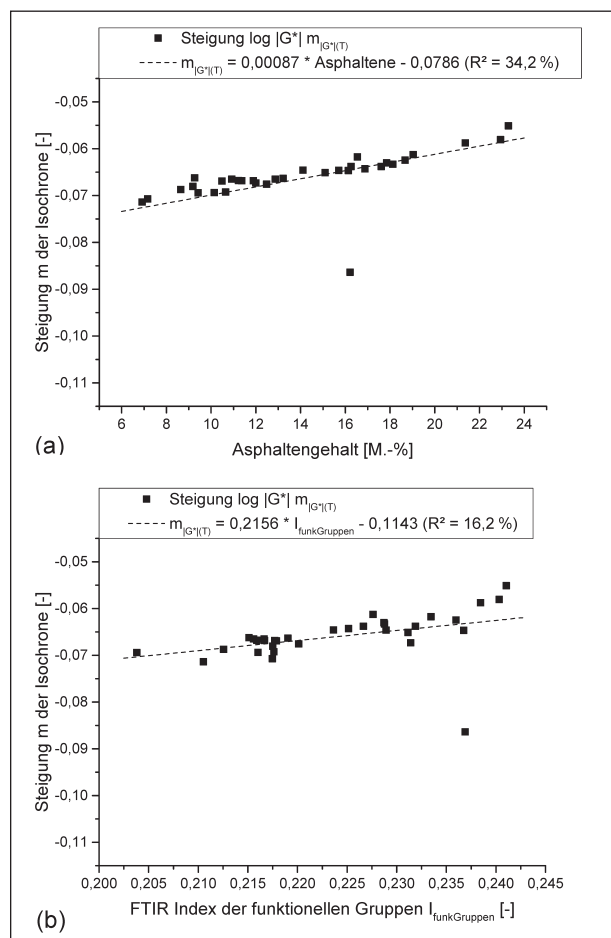 Steigung log |G*| m|G*|(T)
m|G*|(T) = 0,00087 * Asphaltene - 0,0786 (R² = 34,2 %)
-0,05
-0,06
-0,07
-0,08
-0,09
-0,10
-0,11
Steigung m der Isochrone [-]
6 8 10 12 14 16 18 20 22 24
Asphaltengehalt [M.-%]
(a)
Steigung log |G*| m|G*|(T)
m|G*|(T) = 0,2156 * IfunkGruppen - 0,1143 (R² = 16,2 %)
-0,05
-0,06
-0,07
-0,08
-0,09
-0,10
-0,11
Steigung m der Isochrone [-]
0,200 0,205 0,210 0,215 0,220 0,225 0,230 0,235 0,240 0,245
FTIR Index der funktionellen Gruppen IfunkGruppen [-]
(b)